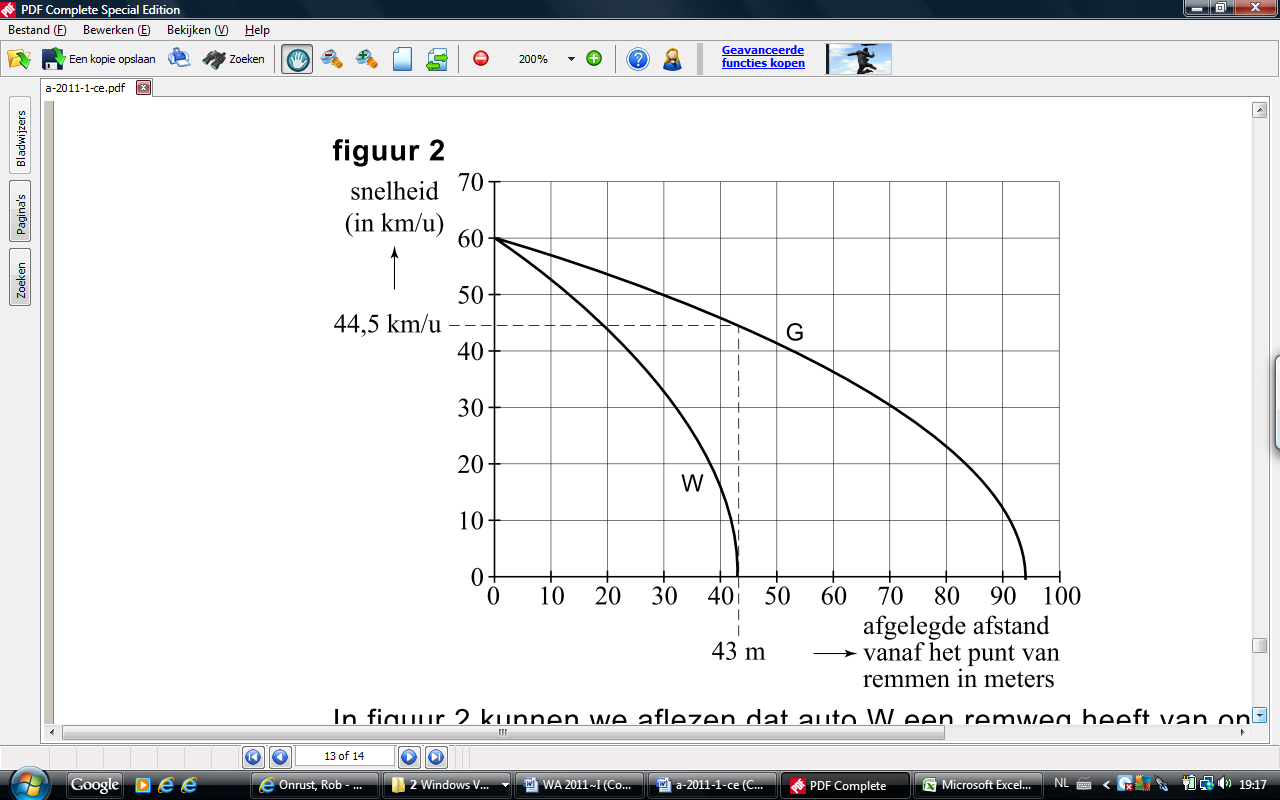 PDF Complete Special Edition
Bestand (F) Bewerken (E) Bekijken (V) Help
Een kopie opslaan Zoeken 200% Geavanceerde functies kopen
a-2011-1-ce.pdf
Bladwijzers
Pagina's
Zoeken
figuur 2
snelheid
(in km/u)
70
60
50
44,5 km/u
40
30
20
10
0
G
W
0 10 20 30 40 50 60 70 80 90 100
43 m
afgelegde afstand
vanaf het punt van
remmen in meters
In figuur 2 kunnen we aflezen dat auto W een remweg heeft van on
13 of 14
Google Onrust, Rob - ... 2 Windows V... WA 2011~I (Co... a-2011-1-ce (C... PDF Complete Microsoft Excel... NL 19:17